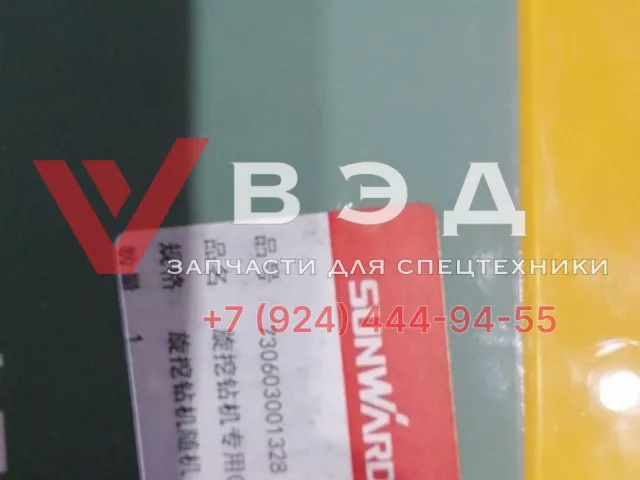 ВЭД
ЗАПЧАСТИ ДЛЯ СПЕЦТЕХНИКИ
+7 (924) 444-94-55
SUNWARD
品号 230603001328
品名 旋挖钻机专用
规格 旋挖钻机随机
数量 1